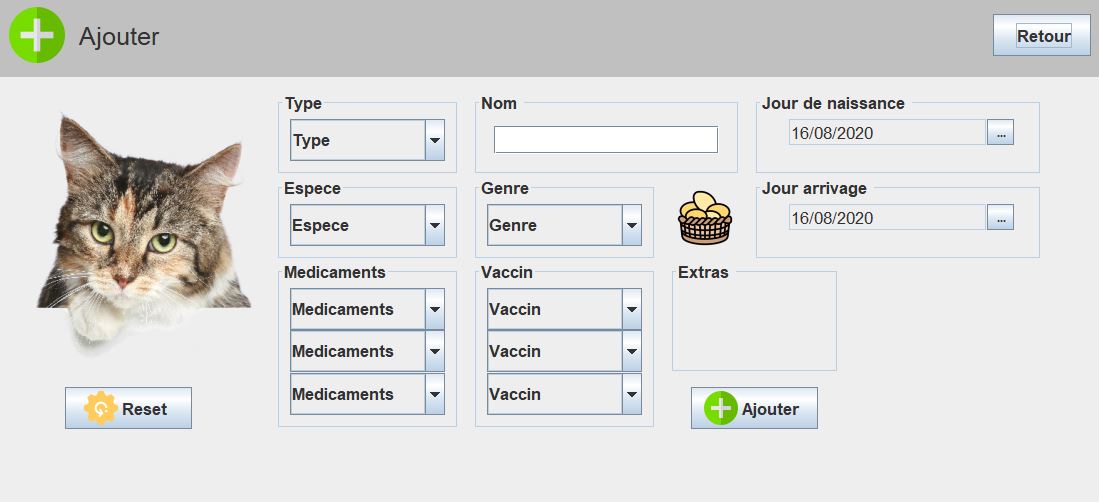 Ajouter
Retour
Type
Type
Nom
Jour de naissance
16/08/2020
...
Espece
Espece
Genre
Genre
Jour arrivage
16/08/2020
...
Medicaments
Medicaments
Medicaments
Medicaments
Vaccin
Vaccin
Vaccin
Vaccin
Extras
Reset
Ajouter